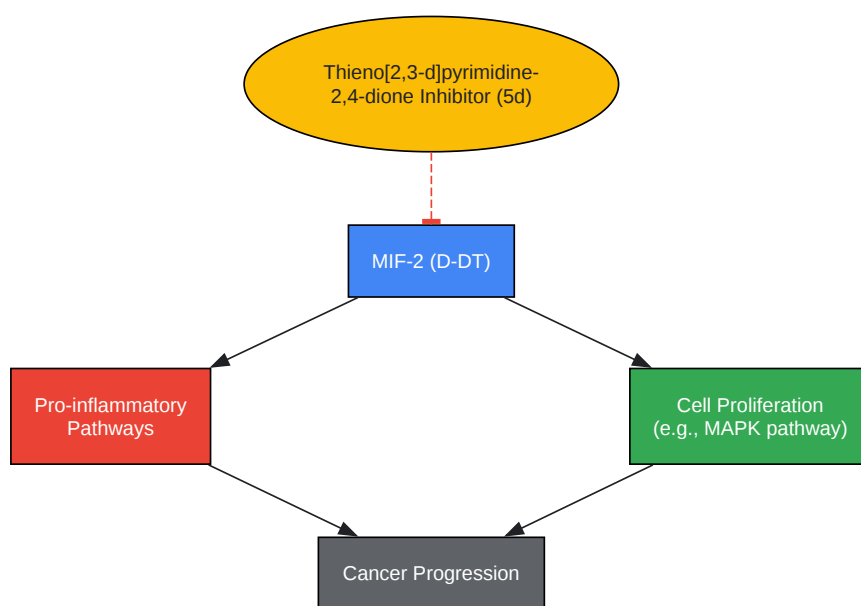 Thieno[2,3-d]pyrimidine-
2,4-dione Inhibitor (5d)
MIF-2 (D-DT)
Pro-inflammatory
Pathways
Cell Proliferation
(e.g., MAPK pathway)
Cancer Progression